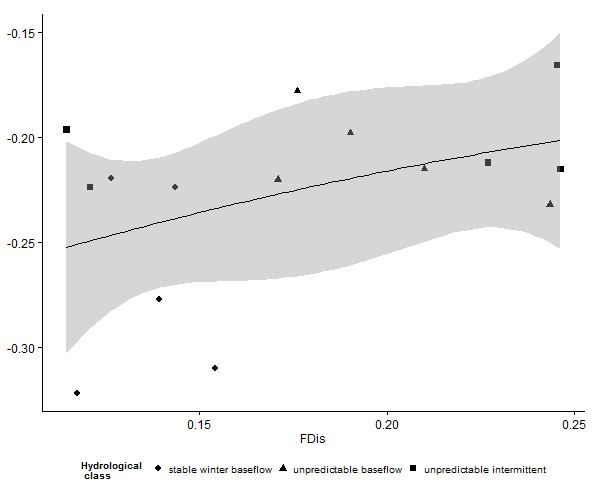 -0.15
-0.20
-0.25
-0.30
0.15 0.20 0.25
FDis
Hydrological
class
stable winter baseflow unpredictable baseflow unpredictable intermittent